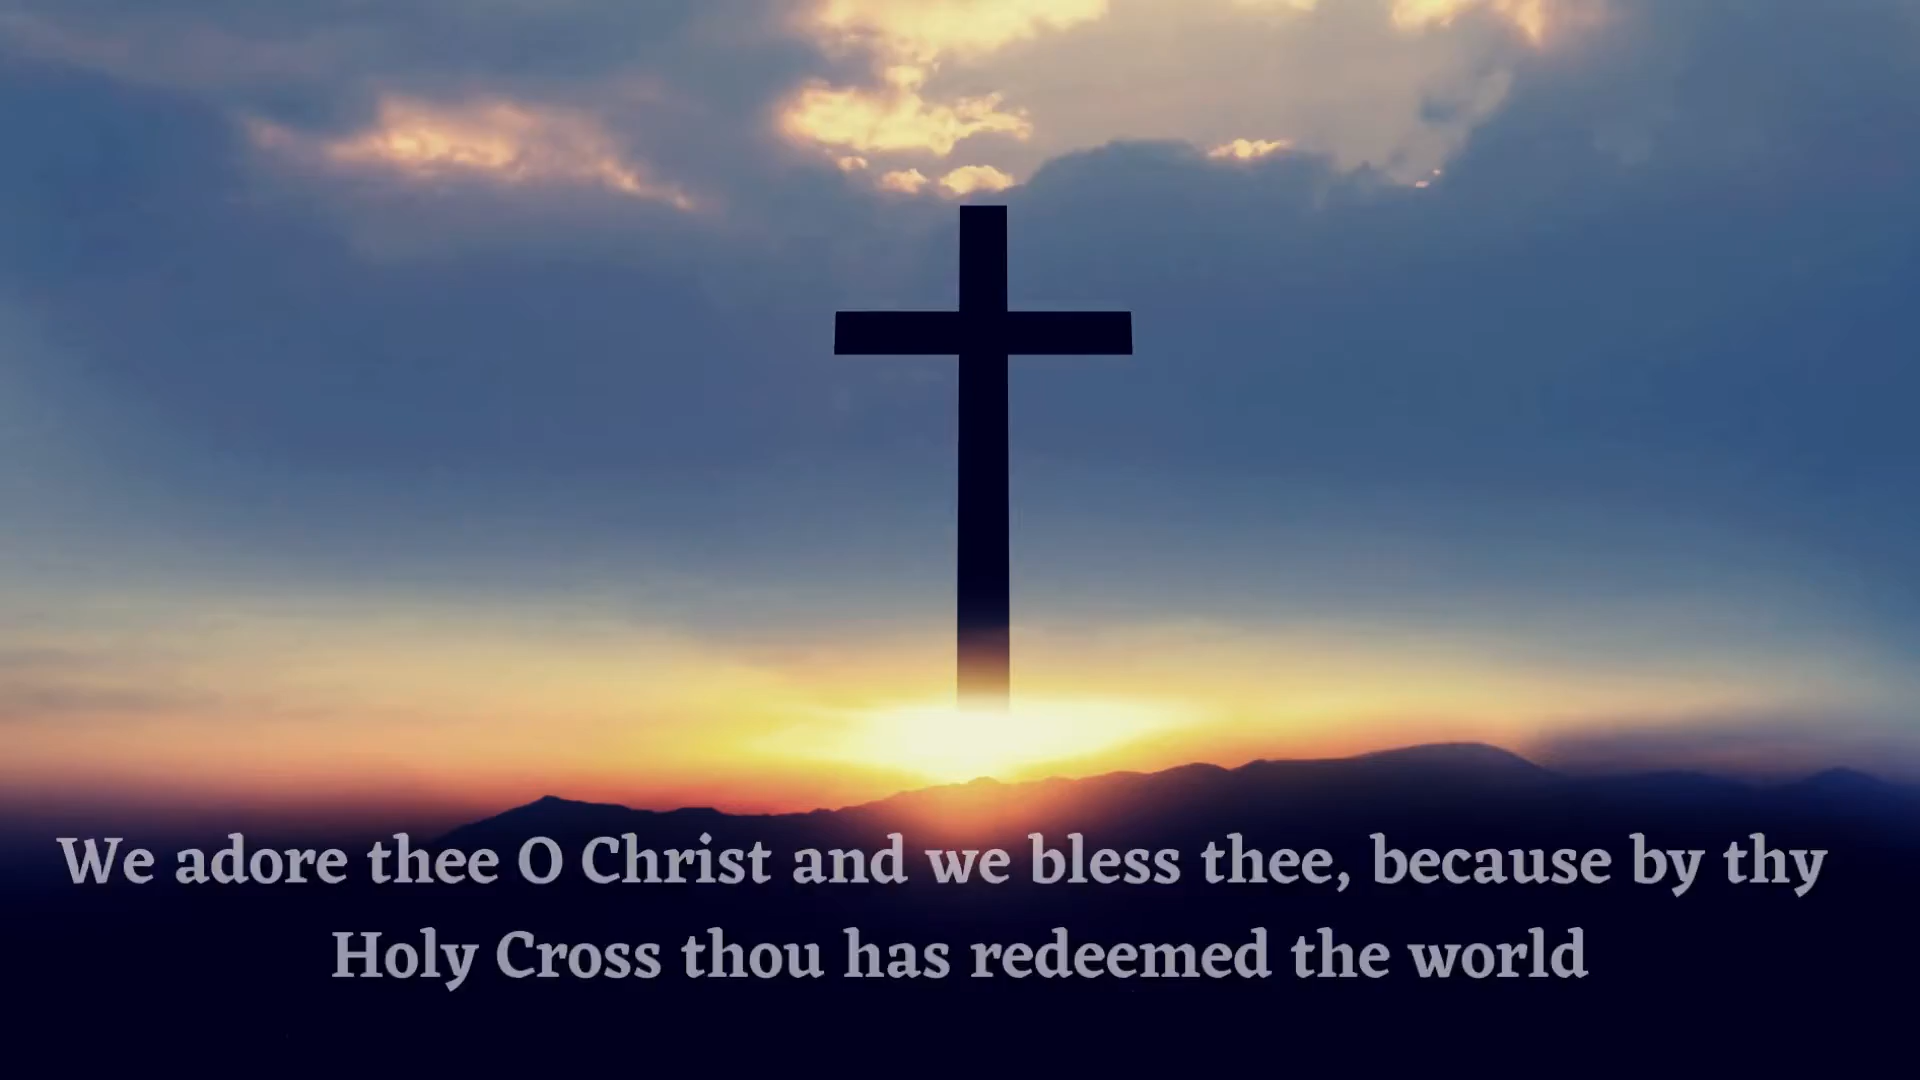 We adore thee O Christ and we bless thee, because by thy
Holy Cross thou has redeemed the world